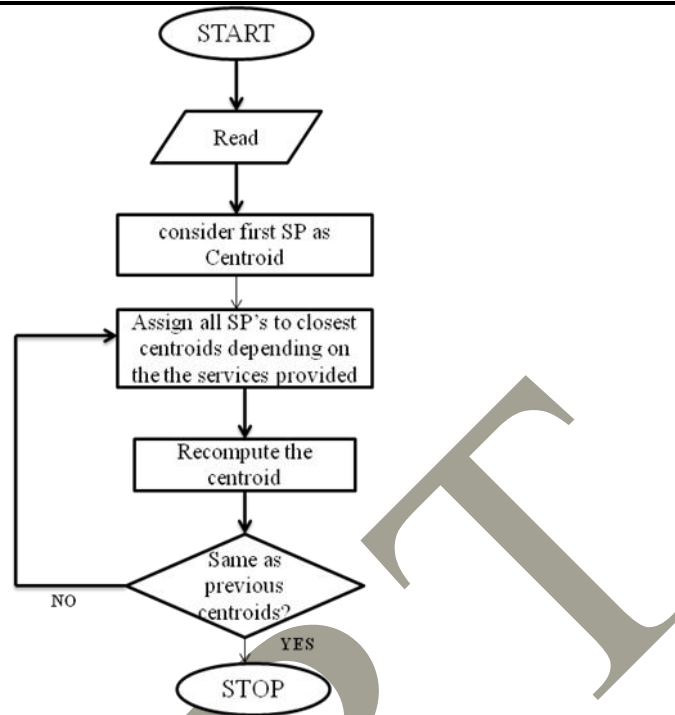 START
Read
consider first SP as
Centroid
Assign all SP's to closest
centroids depending on
the the services provided
Recompute the
centroid
Same as
previous
centroids?
NO
YES
STOP
T